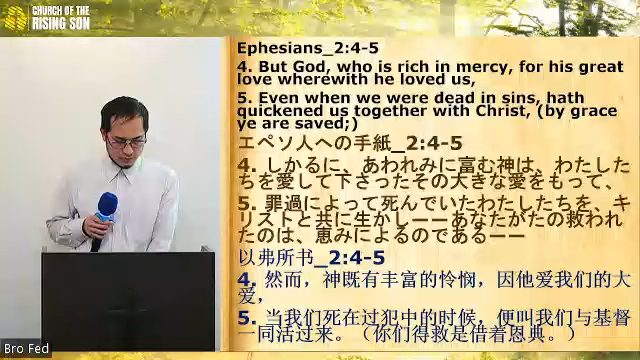 CHURCH OF THE
RISING SON
Ephesians_2:4-5
4. But God, who is rich in mercy, for his great
love wherewith he loved us,
5. Even when we were dead in sins, hath
quickened us together with Christ, (by grace
ye are saved;)
エペソ人への手紙_2:4-5
4. しかるに、あわれみに富む神は、わたした
ちを愛して下さったその大きな愛をもって、
5. 罪過によって死んでいたわたしたちを、キ
リストと共に生かしーーあなたがたの救われ
たのは、恵みによるのであるーー
以弗所书_2:4-5
4. 然而，神既有丰富的怜悯，因他爱我们的大
爱，
5. 当我们死在过犯中的时候，便叫我们与基督
一同活过来。（你们得救是借着恩典。）
Bro Fed